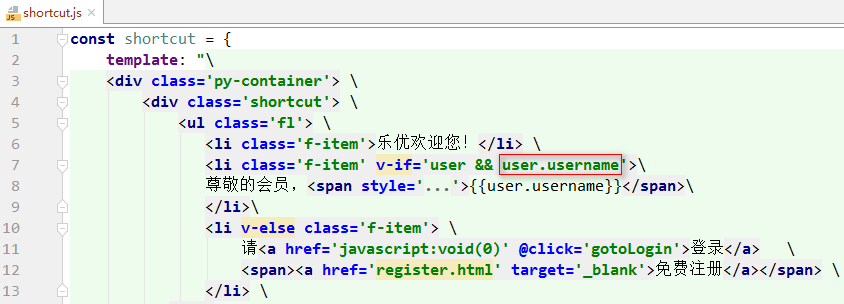 shortcut.js
1 const shortcut = {
2 template: "\
3 <div class='py-container'> \
4 <div class='shortcut'> \
5 <ul class='fl'> \
6 <li class='f-item'>乐优欢迎您！</li> \
7 <li class='f-item' v-if='user && user.username'>\
8 尊敬的会员，<span style='...'>{{user.username}}</span>\
9 </li>\
10 <li v-else class='f-item'> \
11 请<a href='javascript:void(0)' @click='gotoLogin'>登录</a> \
12 <span><a href='register.html' target='_blank'>免费注册</a></span> \
13 </li> \